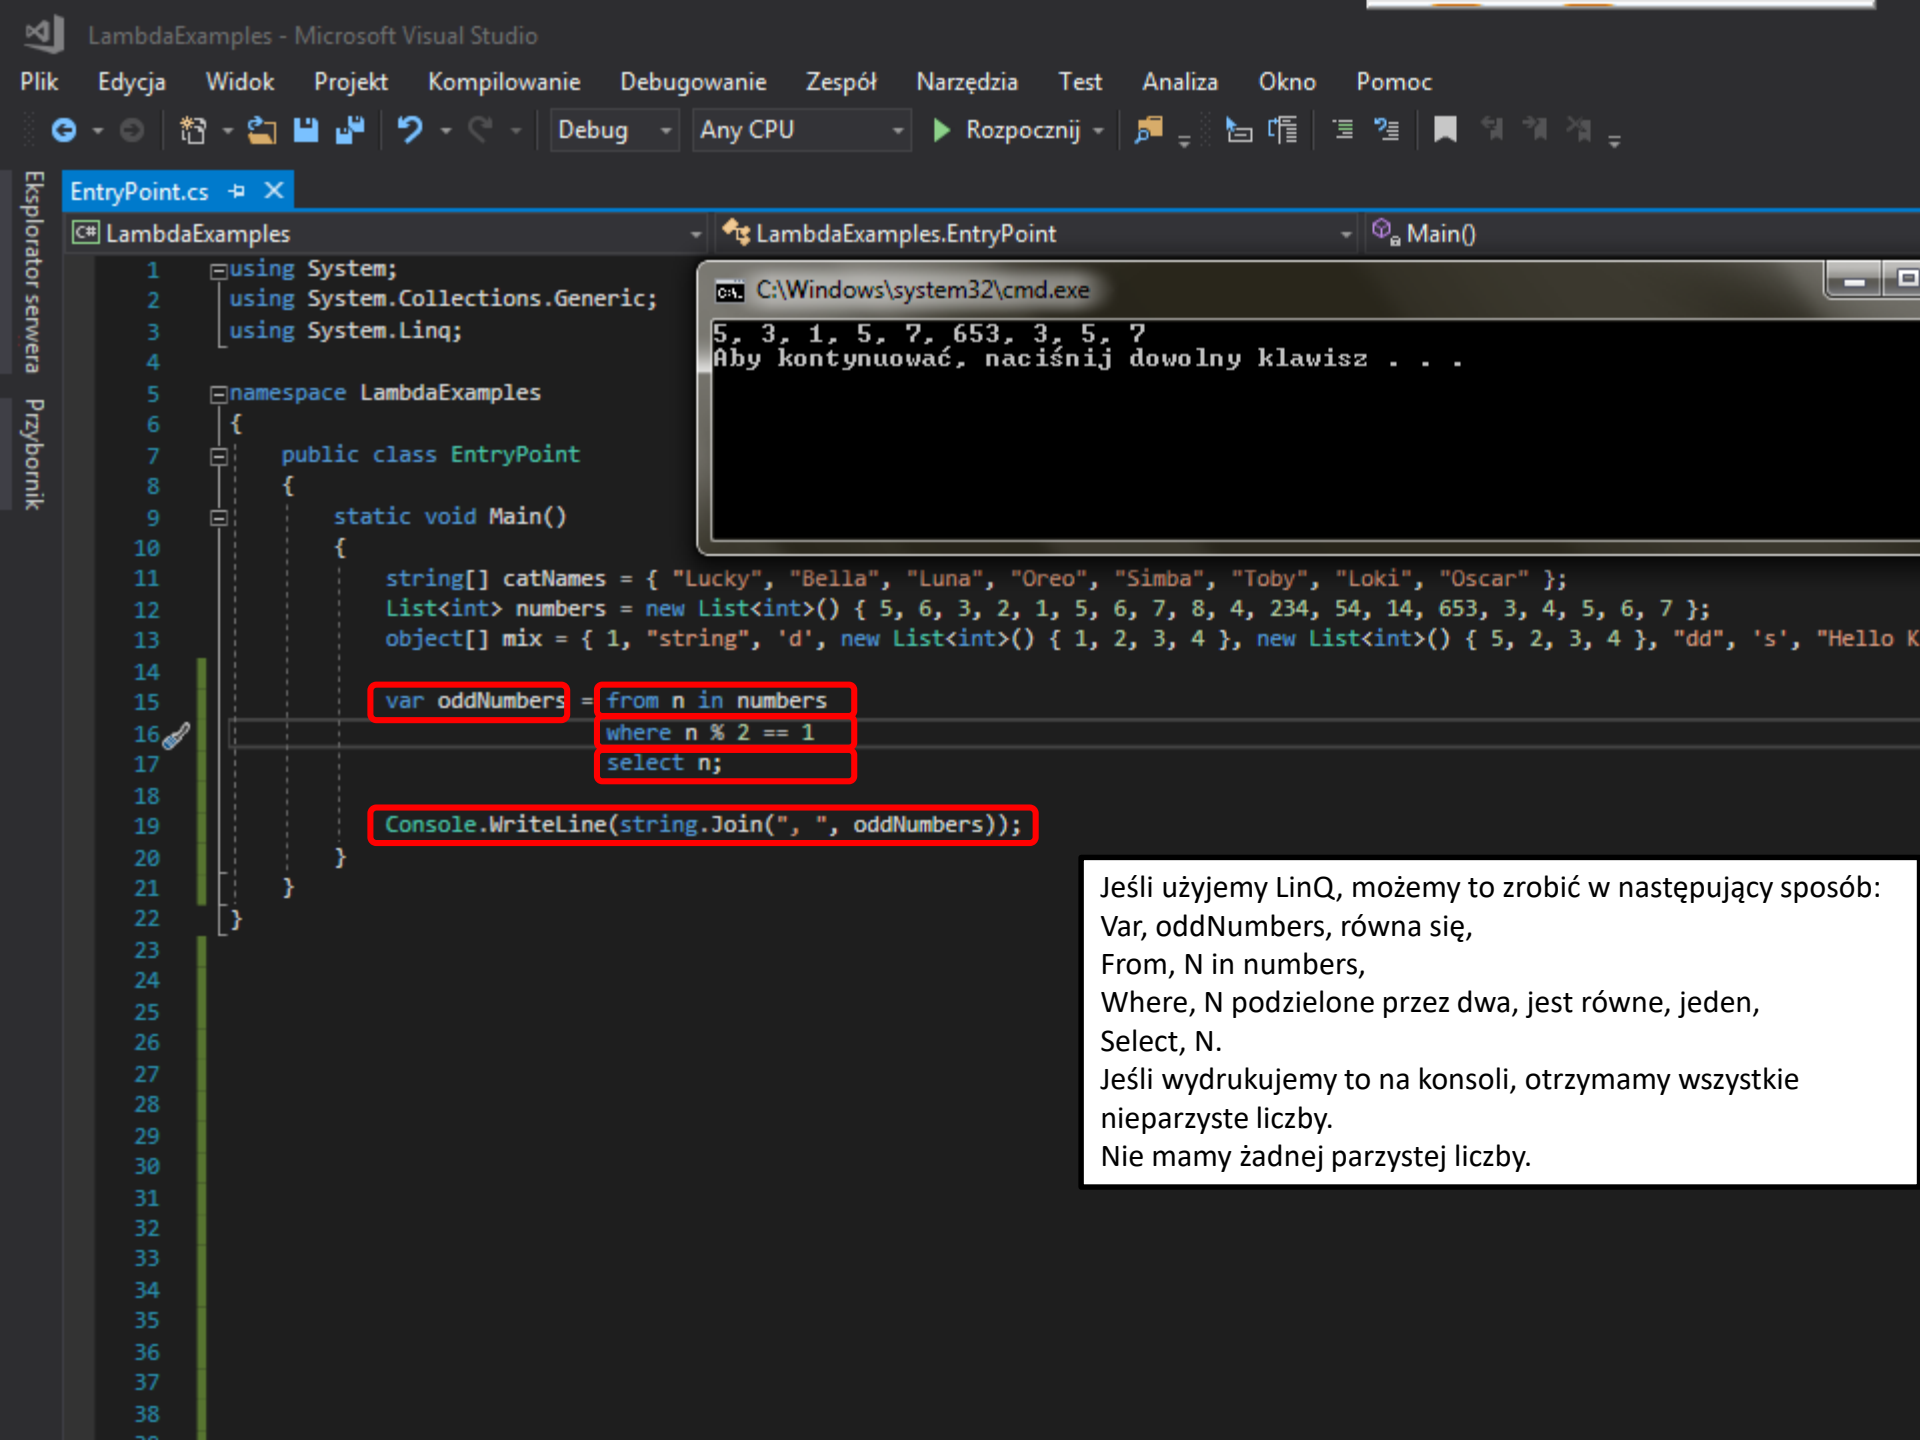 LambdaExamples - Microsoft Visual Studio
Plik Edycja Widok Projekt Kompilowanie Debugowanie Zespół Narzędzia Test Analiza Okno Pomoc
Debug Any CPU Rozpocznij
Eksplorator serwera
Przybornik
EntryPoint.cs
C# LambdaExamples LambdaExamples.EntryPoint Main()
C:\Windows\system32\cmd.exe
5, 3, 1, 5, 7, 653, 3, 5, 7
Aby kontynuować, naciśnij dowolny klawisz . . .
1 using System;
2 using System.Collections.Generic;
3 using System.Linq;
4
5 namespace LambdaExamples
6 {
7 public class EntryPoint
8 {
9 static void Main()
10 {
11 string[] catNames = { "Lucky", "Bella", "Luna", "Oreo", "Simba", "Toby", "Loki", "Oscar" };
12 List<int> numbers = new List<int>() { 5, 6, 3, 2, 1, 5, 6, 7, 8, 4, 234, 54, 14, 653, 3, 4, 5, 6, 7 };
13 object[] mix = { 1, "string", 'd', new List<int>() { 1, 2, 3, 4 }, new List<int>() { 5, 2, 3, 4 }, "dd", 's', "Hello K
14
15 var oddNumbers = from n in numbers
16 where n % 2 == 1
17 select n;
18
19 Console.WriteLine(string.Join(", ", oddNumbers));
20 }
21 }
22 }
23
24
25
26
27
28
29
30
31
32
33
34
35
36
37
38
Jeśli użyjemy LinQ, możemy to zrobić w następujący sposób:
Var, oddNumbers, równa się,
From, N in numbers,
Where, N podzielone przez dwa, jest równe, jeden,
Select, N.
Jeśli wydrukujemy to na konsoli, otrzymamy wszystkie
nieparzyste liczby.
Nie mamy żadnej parzystej liczby.